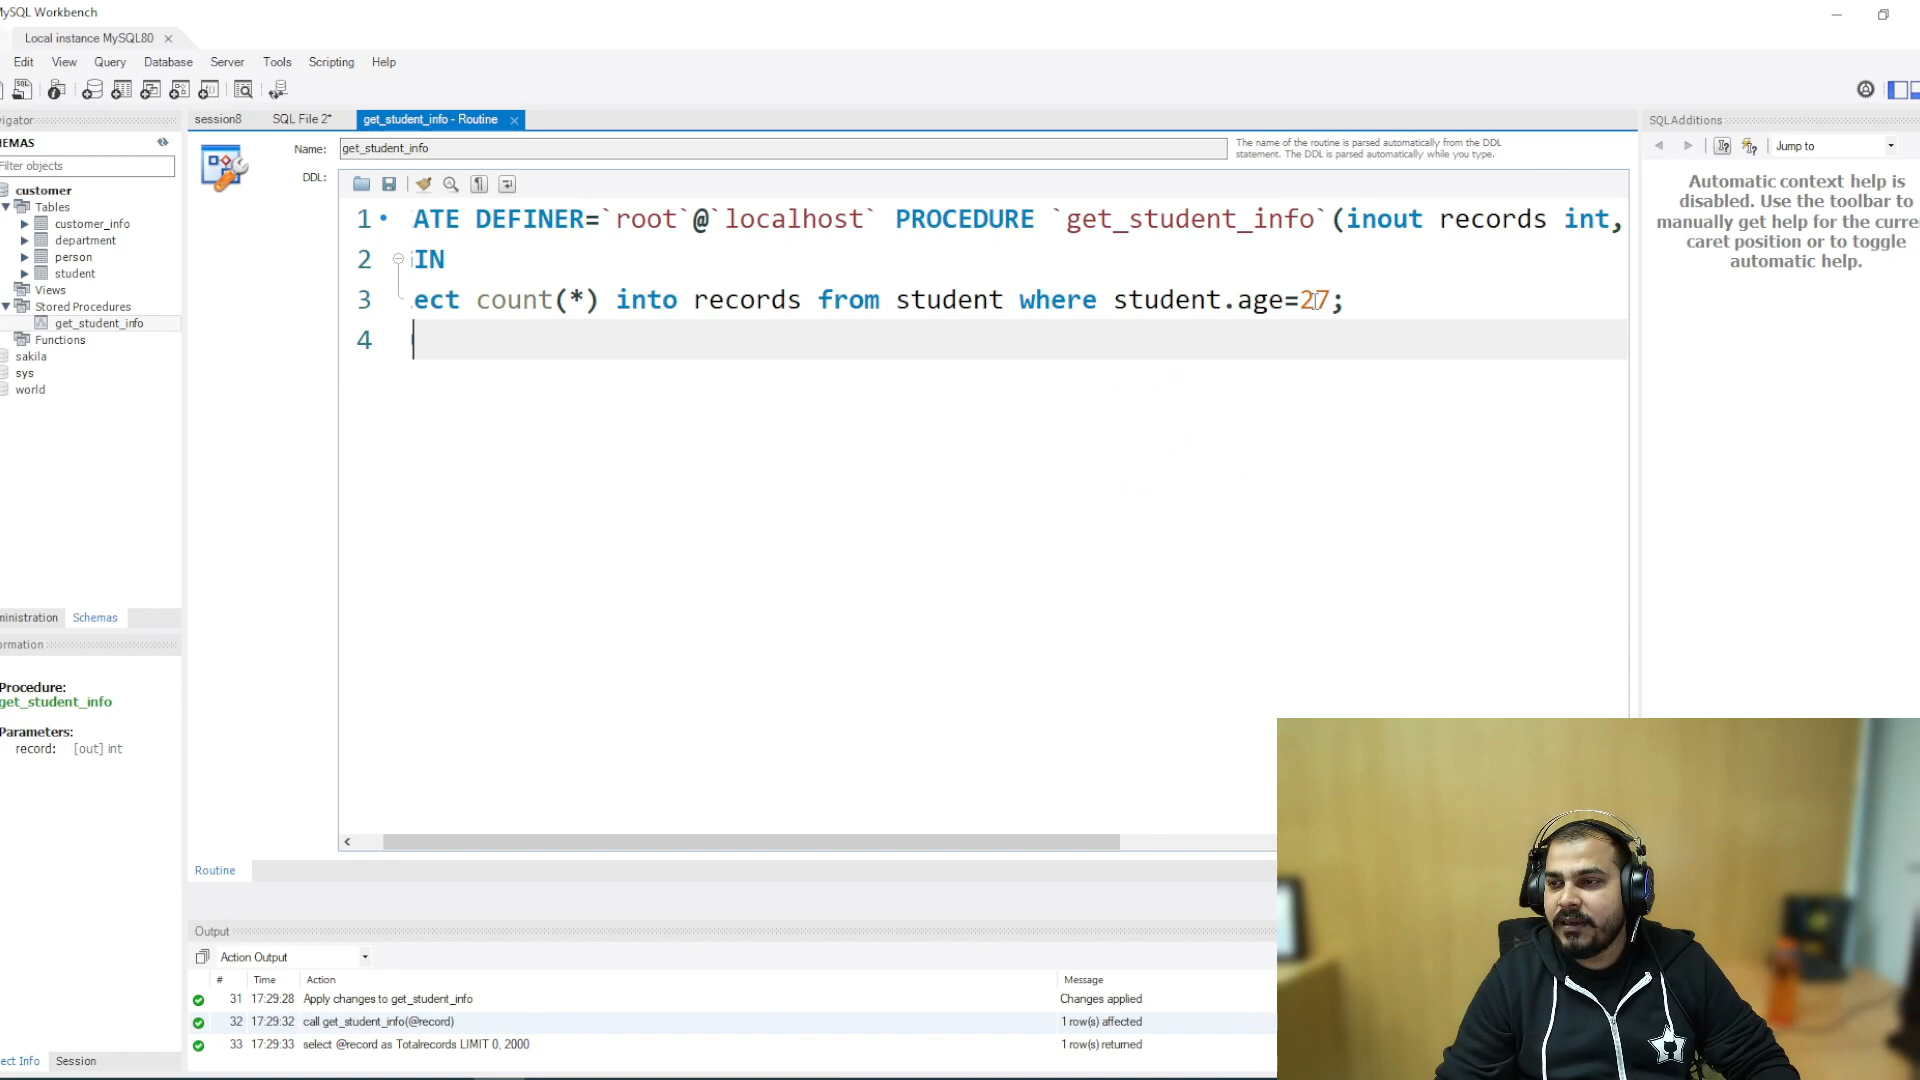 MySQL Workbench
Local instance MySQL80
Edit View Query Database Server Tools Scripting Help
session8 SQL File 2* get_student_info - Routine
SQLAdditions
Jump to
Automatic context help is
disabled. Use the toolbar to
manually get help for the curre
caret position or to toggle
automatic help.
igator
HEMAS
Filter objects
customer
Tables
customer_info
department
person
student
Views
Stored Procedures
get_student_info
Functions
sakila
sys
world
ministration Schemas
ormation
Procedure:
get_student_info
Parameters:
record: [out] int
ect Info Session
Name: get_student_info
The name of the routine is parsed automatically from the DDL
statement. The DDL is parsed automatically while you type.
DDL:
1 ATE DEFINER=`root`@`localhost` PROCEDURE `get_student_info`(inout records int,
2 IN
3 ect count(*) into records from student where student.age=27;
4
Routine
Output
Action Output
# Time Action Message
31 17:29:28 Apply changes to get_student_info Changes applied
32 17:29:32 call get_student_info(@record) 1 row(s) affected
33 17:29:33 select @record as Totalrecords LIMIT 0, 2000 1 row(s) returned